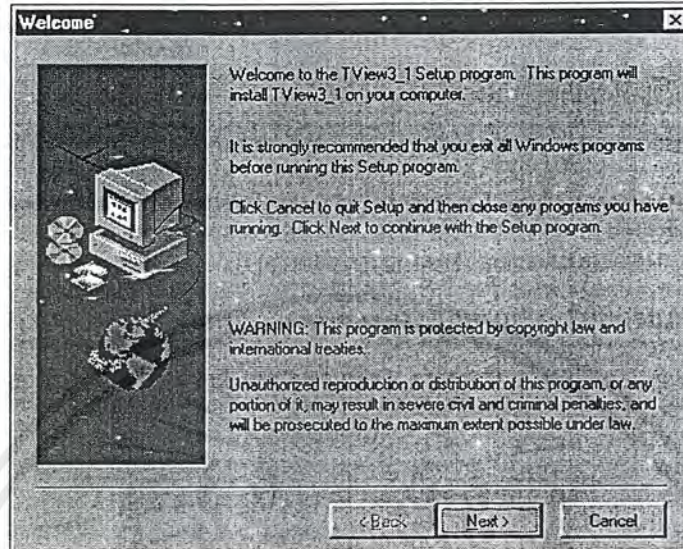 Welcome
Welcome to the TView3_1 Setup program. This program will
install TView3_1 on your computer.
It is strongly recommended that you exit all Windows programs
before running this Setup program.
Click Cancel to quit Setup and then close any programs you have
running. Click Next to continue with the Setup program.
WARNING: This program is protected by copyright law and
international treaties.
Unauthorized reproduction or distribution of this program, or any
portion of it, may result in severe civil and criminal penalties, and
will be prosecuted to the maximum extent possible under law.
< Back
Next >
Cancel